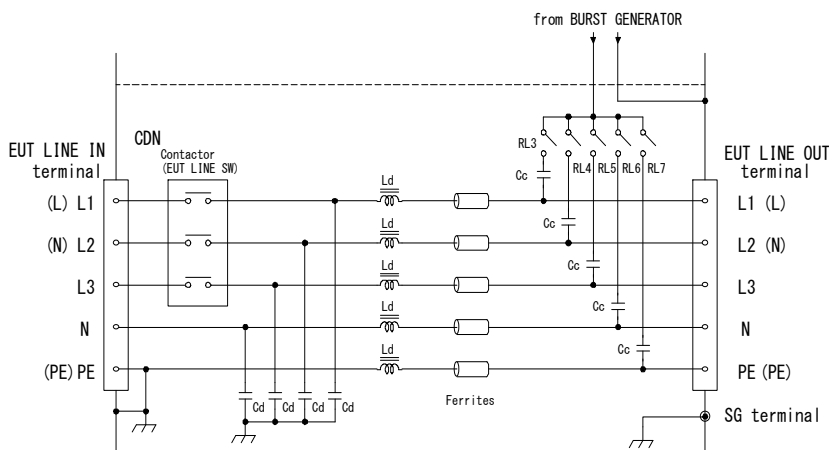 from BURST GENERATOR
CDN
EUT LINE IN
terminal
Contactor
(EUT LINE SW)
RL3
RL4
RL5
RL6
RL7
EUT LINE OUT
terminal
(L) L1
Ld
Cc
L1 (L)
(N) L2
Ld
Cc
L2 (N)
L3
Ld
Cc
L3
N
Ld
Cc
N
(PE) PE
Ld
Cc
PE (PE)
Cd
Cd
Cd
Cd
Ferrites
SG terminal